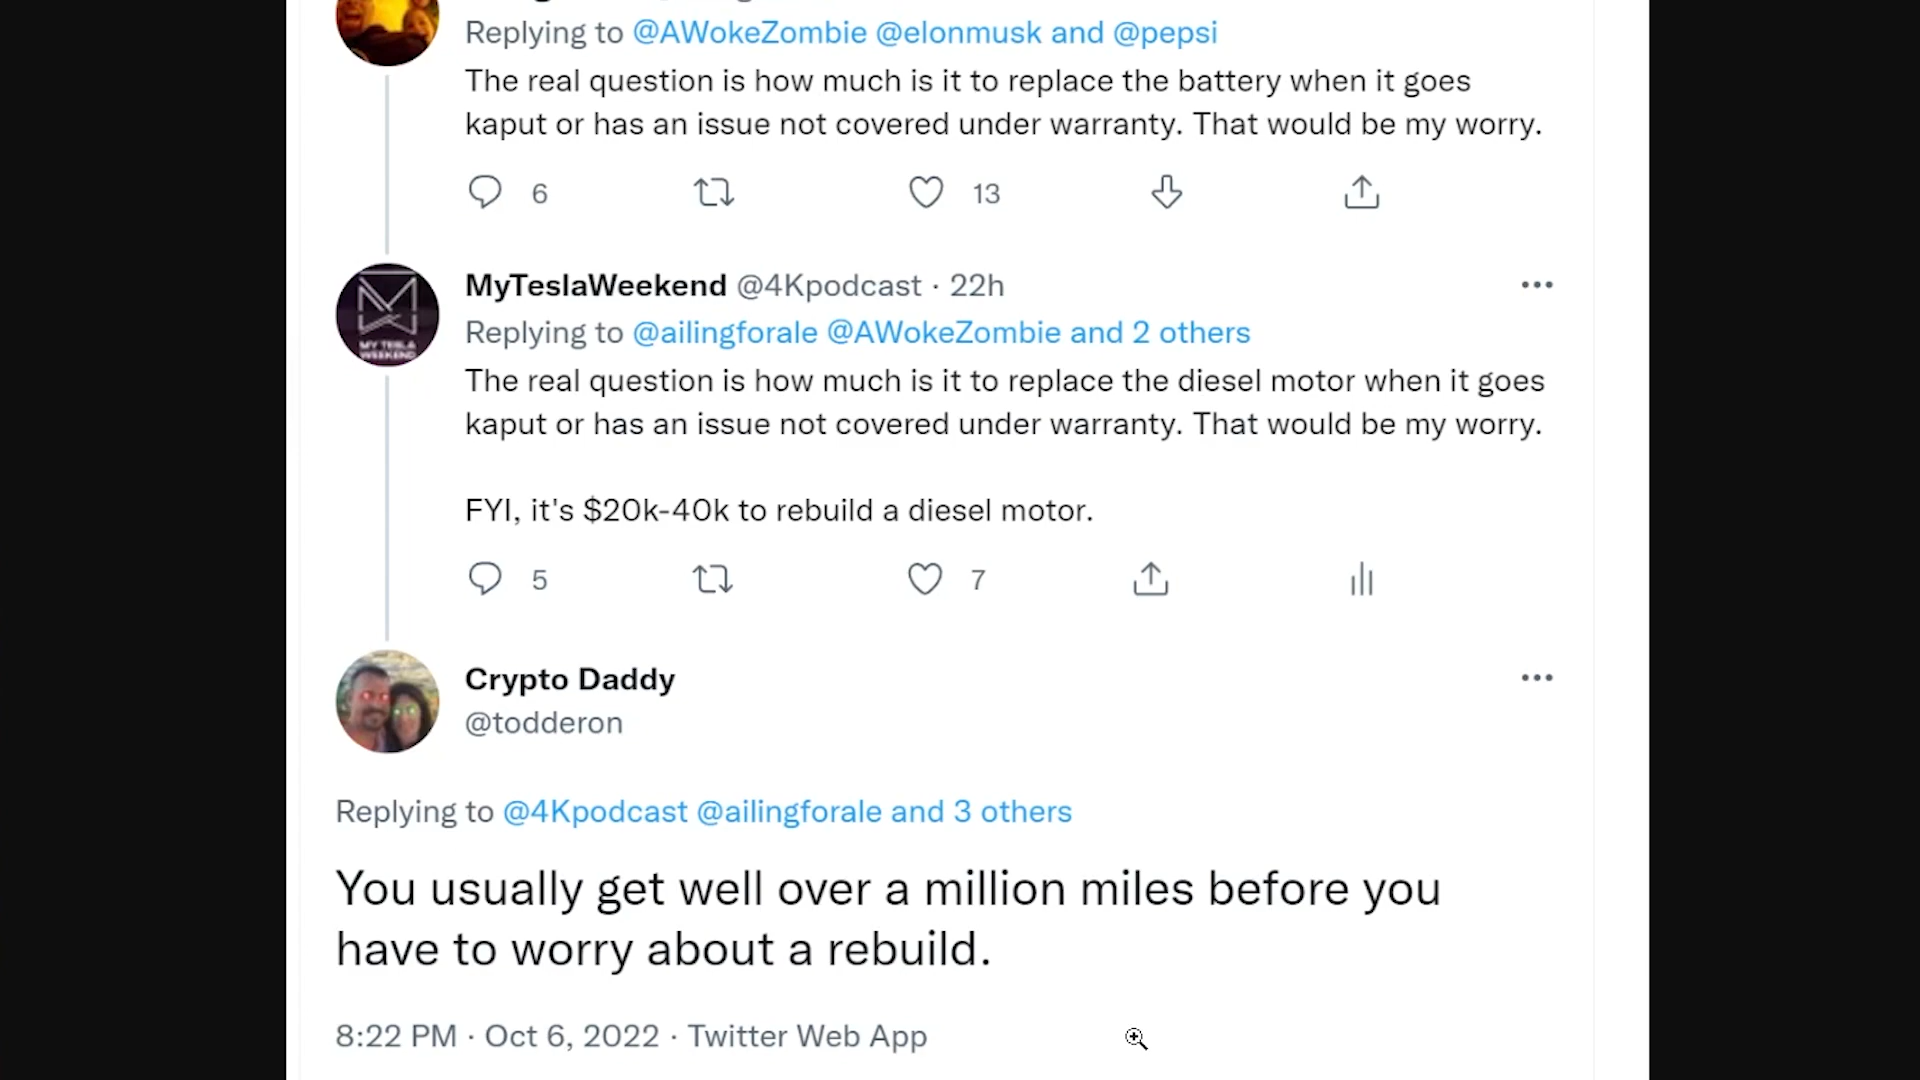 Replying to @AWokeZombie @elonmusk and @pepsi
The real question is how much is it to replace the battery when it goes
kaput or has an issue not covered under warranty. That would be my worry.
6 13
MyTeslaWeekend @4Kpodcast · 22h
Replying to @ailingforale @AWokeZombie and 2 others
MY TESLA
WEEKEND
The real question is how much is it to replace the diesel motor when it goes
kaput or has an issue not covered under warranty. That would be my worry.
FYI, it's $20k-40k to rebuild a diesel motor.
5 7
Crypto Daddy
@todderon
Replying to @4Kpodcast @ailingforale and 3 others
You usually get well over a million miles before you
have to worry about a rebuild.
8:22 PM · Oct 6, 2022 · Twitter Web App